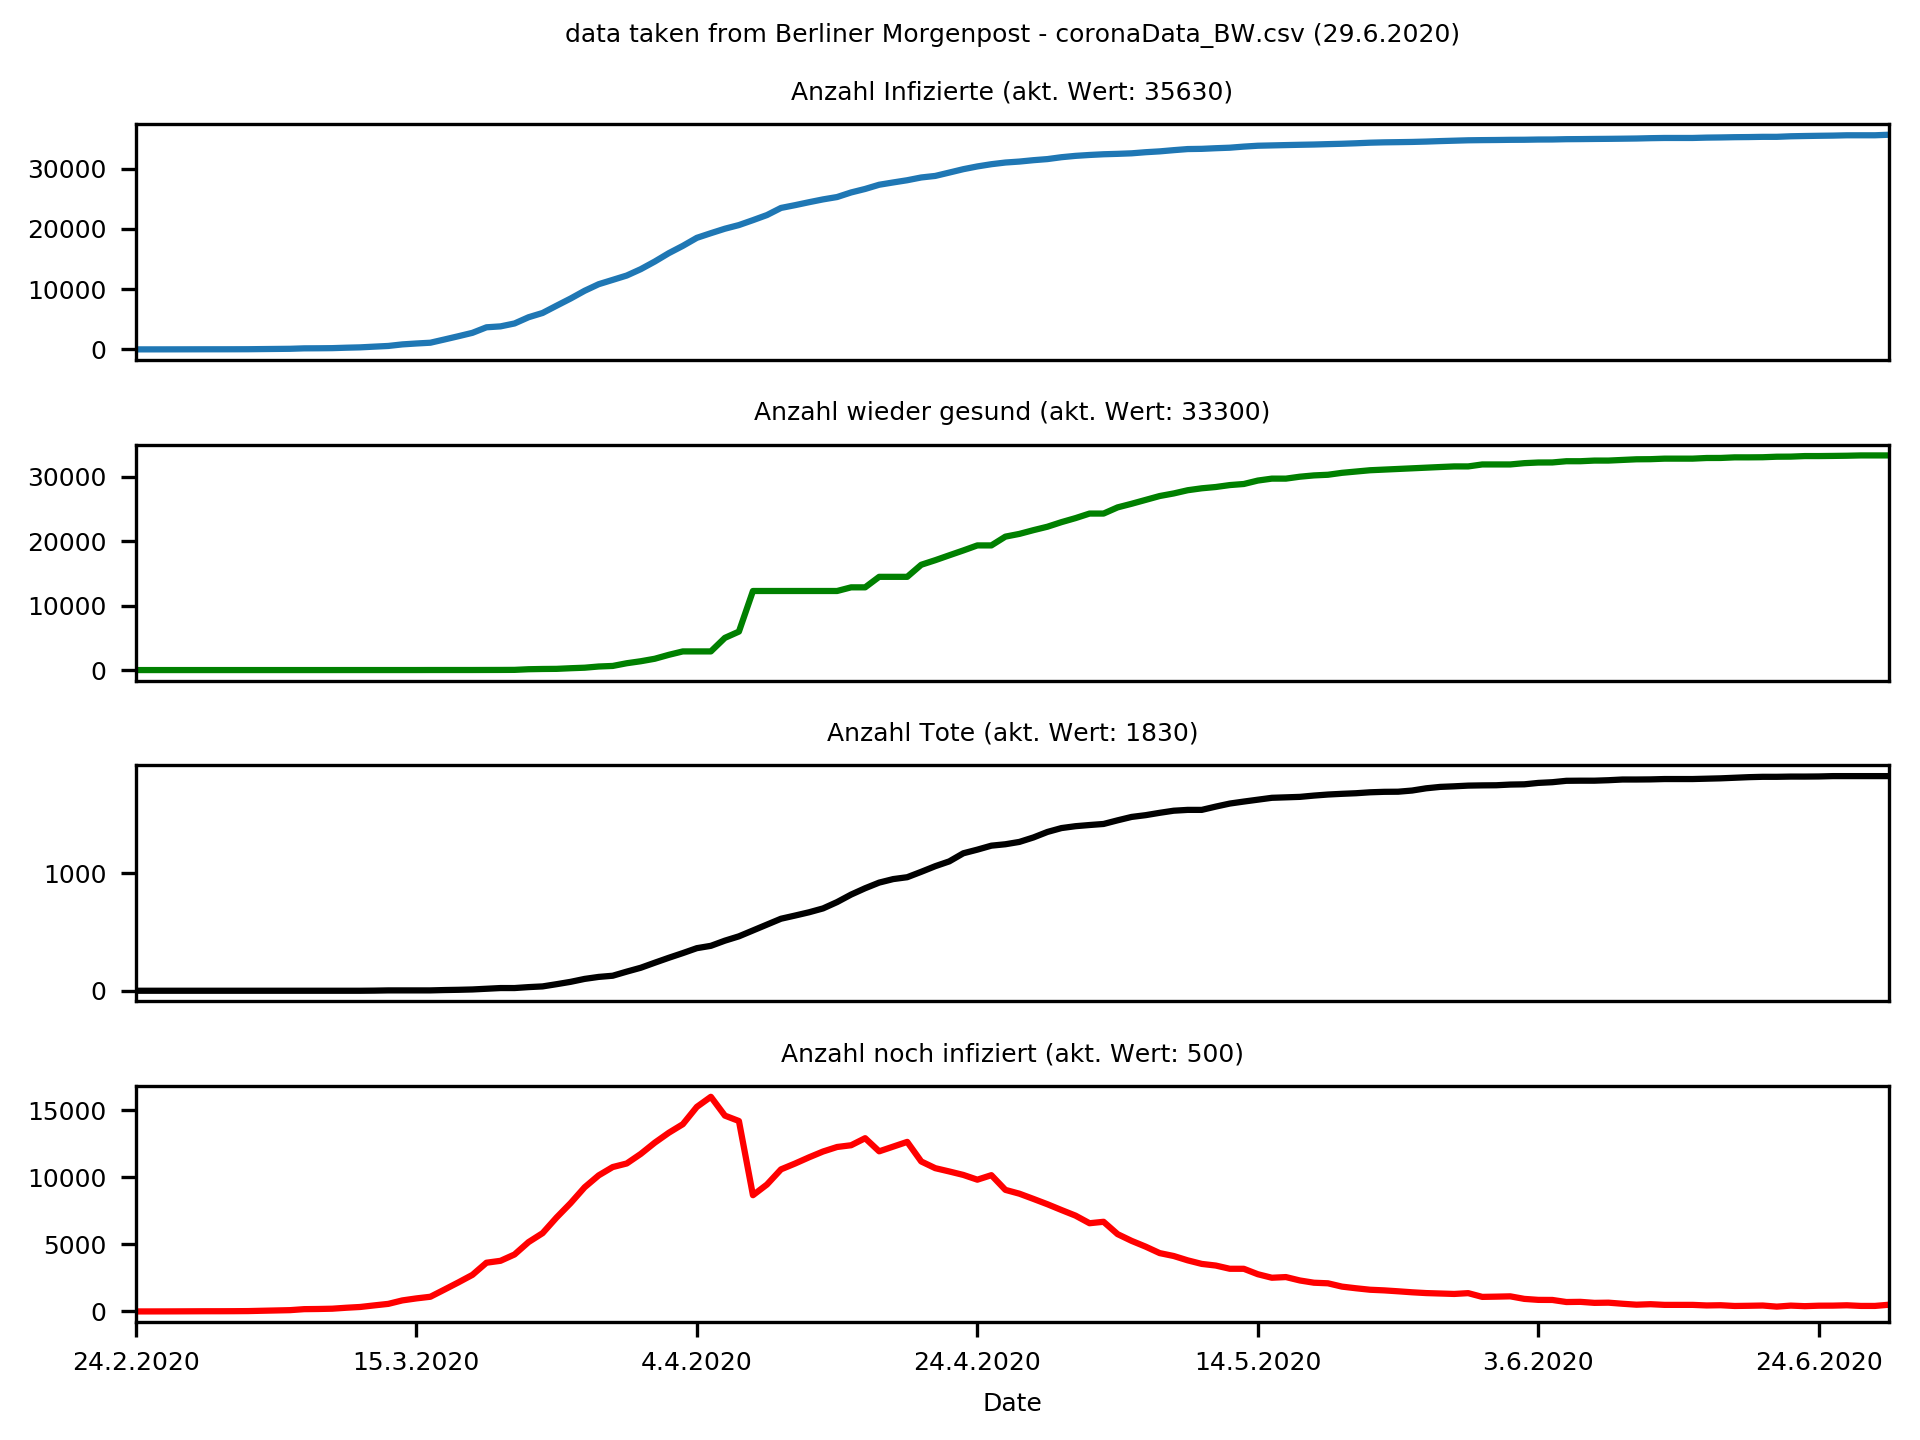 data taken from Berliner Morgenpost - coronaData_BW.csv (29.6.2020)
Anzahl Infizierte (akt. Wert: 35630)
30000
20000
10000
0
Anzahl wieder gesund (akt. Wert: 33300)
30000
20000
10000
0
Anzahl Tote (akt. Wert: 1830)
1000
0
Anzahl noch infiziert (akt. Wert: 500)
15000
10000
5000
0
24.2.2020 15.3.2020 4.4.2020 24.4.2020 14.5.2020 3.6.2020 24.6.2020
Date